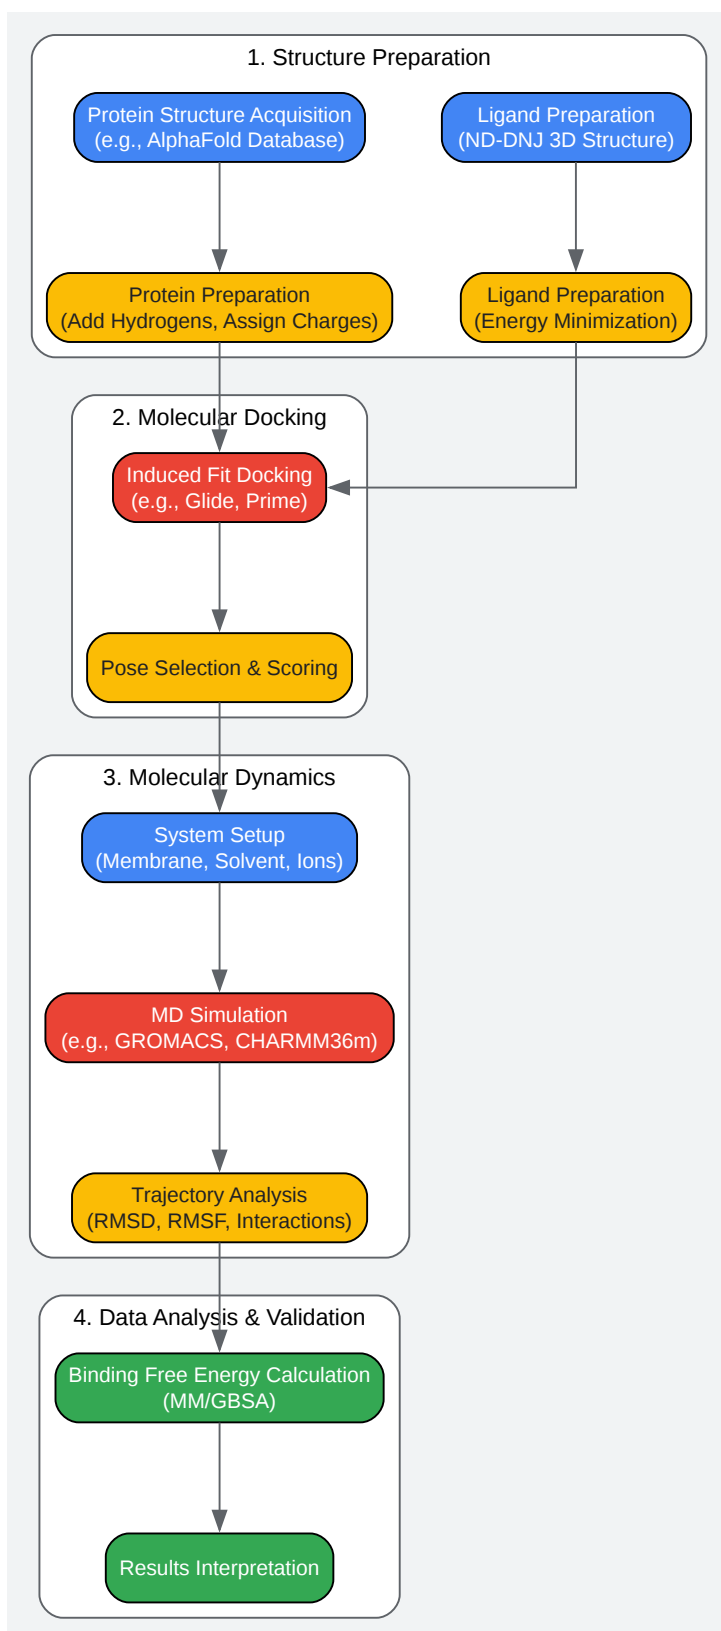 1. Structure Preparation
Protein Structure Acquisition
(e.g., AlphaFold Database)
Ligand Preparation
(ND-DNJ 3D Structure)
Protein Preparation
(Add Hydrogens, Assign Charges)
Ligand Preparation
(Energy Minimization)
2. Molecular Docking
Induced Fit Docking
(e.g., Glide, Prime)
Pose Selection & Scoring
3. Molecular Dynamics
System Setup
(Membrane, Solvent, Ions)
MD Simulation
(e.g., GROMACS, CHARMM36m)
Trajectory Analysis
(RMSD, RMSF, Interactions)
4. Data Analysis & Validation
Binding Free Energy Calculation
(MM/GBSA)
Results Interpretation